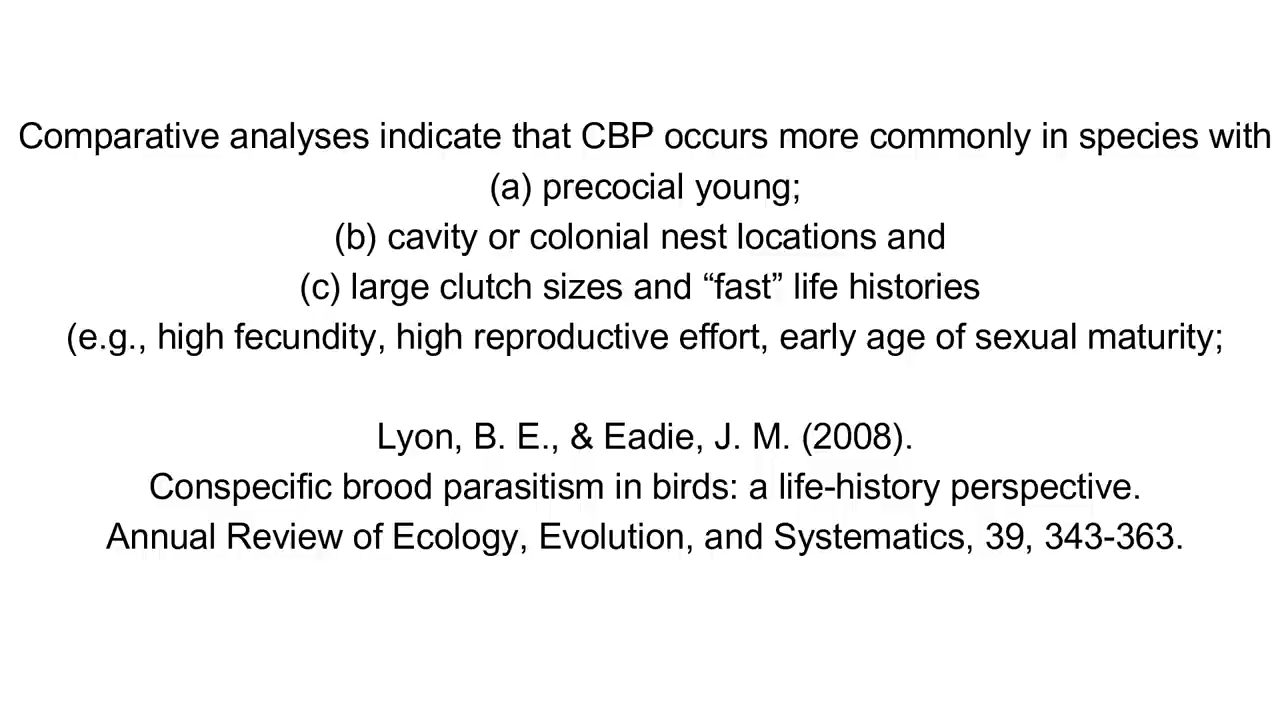 Comparative analyses indicate that CBP occurs more commonly in species with
(a) precocial young;
(b) cavity or colonial nest locations and
(c) large clutch sizes and “fast” life histories
(e.g., high fecundity, high reproductive effort, early age of sexual maturity;
Lyon, B. E., & Eadie, J. M. (2008).
Conspecific brood parasitism in birds: a life-history perspective.
Annual Review of Ecology, Evolution, and Systematics, 39, 343-363.